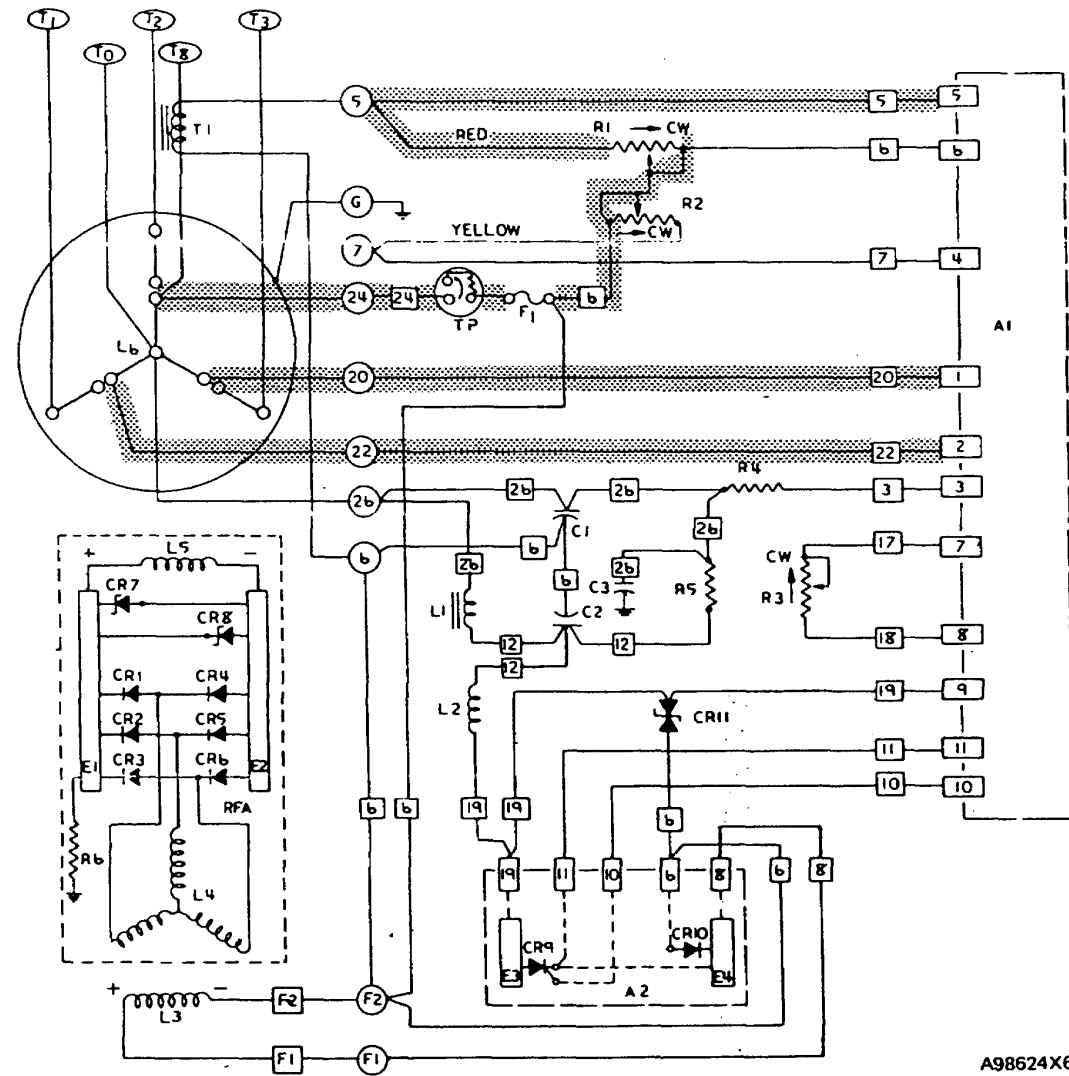 T1
T2
T3
T0
T8
T1
5
RED
R1
CW
5
5
6
6
G
R2
CW
YELLOW
7
7
4
24
24
TP
F1
6
A1
L6
20
20
1
22
22
2
26
26
26
R4
3
3
C1
6
6
26
26
17
7
L5
+
-
CR7
CR8
L1
6
C3
26
C2
R5
CW
R3
12
12
18
8
12
CR1
CR4
CR2
CR5
CR3
CR6
E1
E2
RFA
L2
19
9
CR11
11
11
10
10
R6
6
6
19
19
6
L4
19
11
10
6
8
6
8
CR9
CR10
E3
E4
A2
+
-
L3
F2
F2
F1
F1
A98624X6